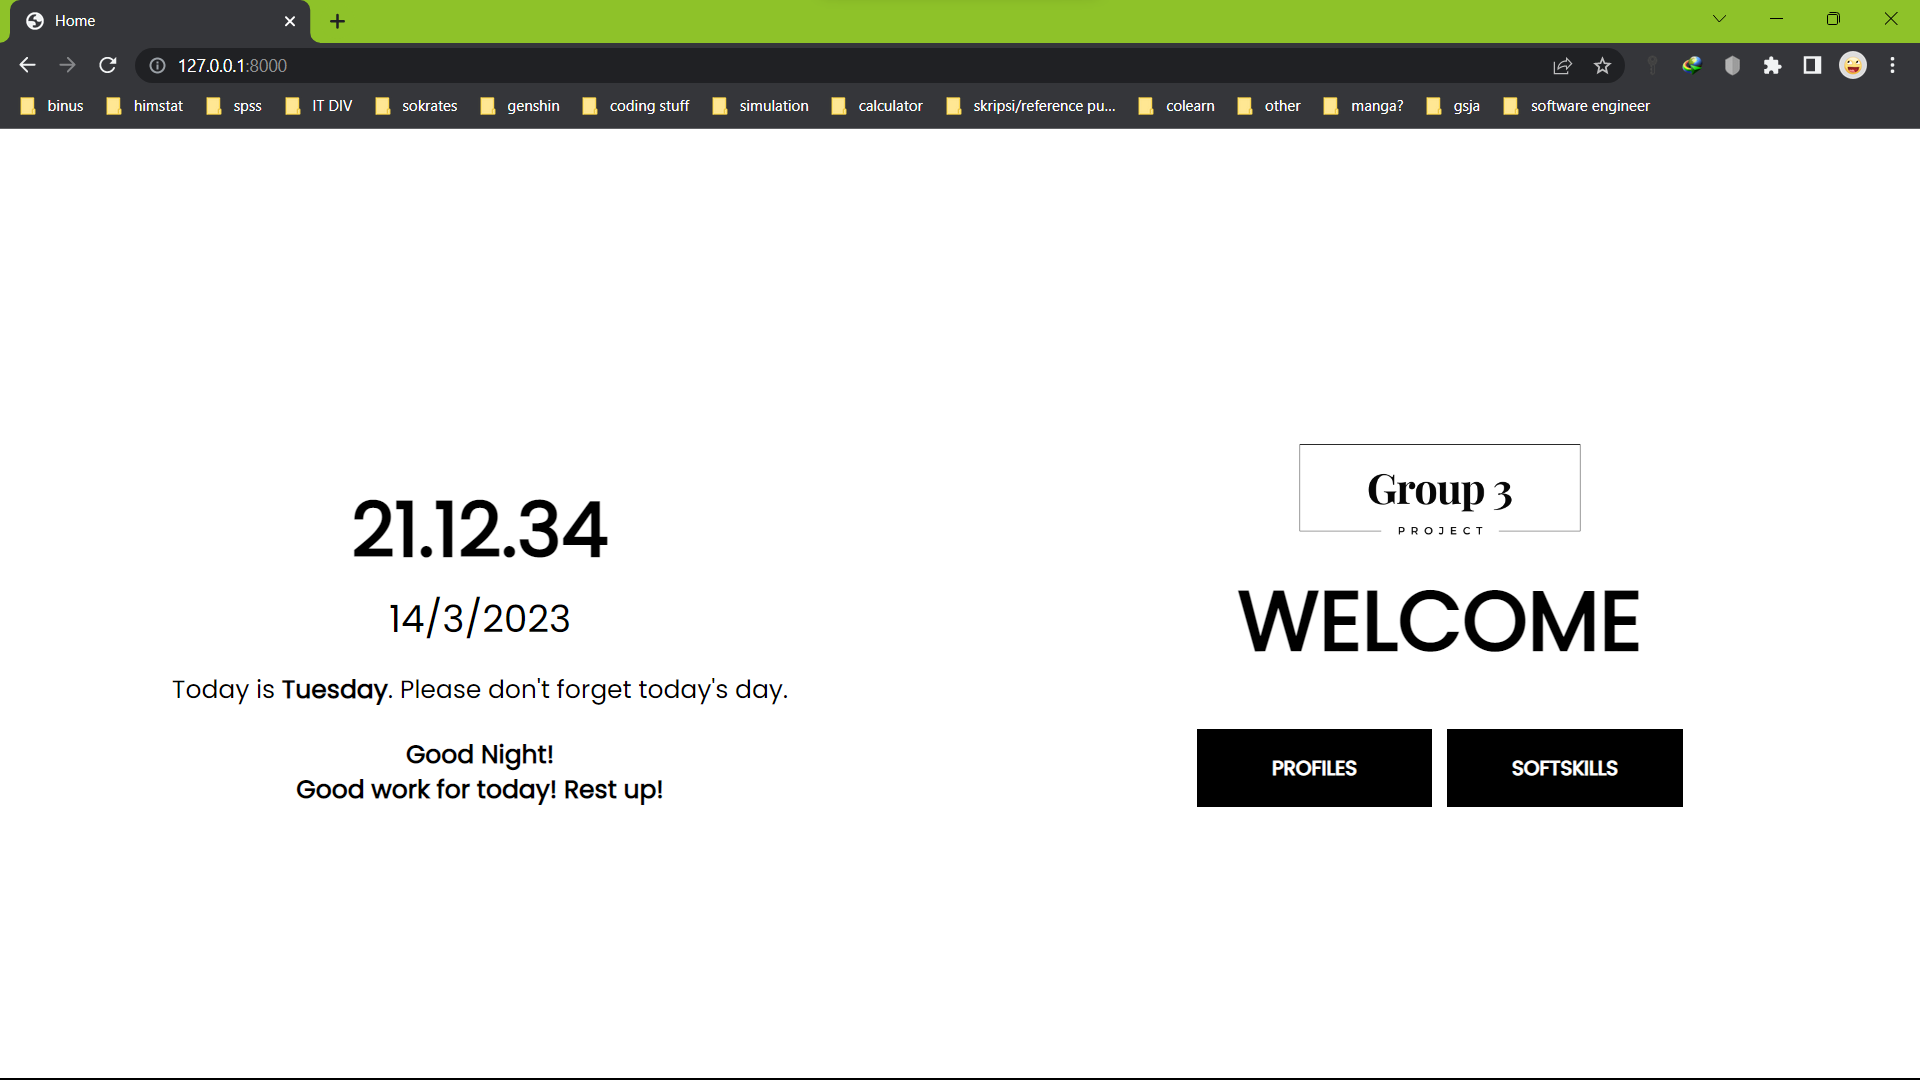 Home
127.0.0.1:8000
binus himstat spss IT DIV sokrates genshin coding stuff simulation calculator skripsi/reference pu... colearn other manga? gsja software engineer
21.12.34
14/3/2023
Today is Tuesday. Please don't forget today's day.
Good Night!
Good work for today! Rest up!
Group 3
PROJECT
WELCOME
PROFILES SOFTSKILLS